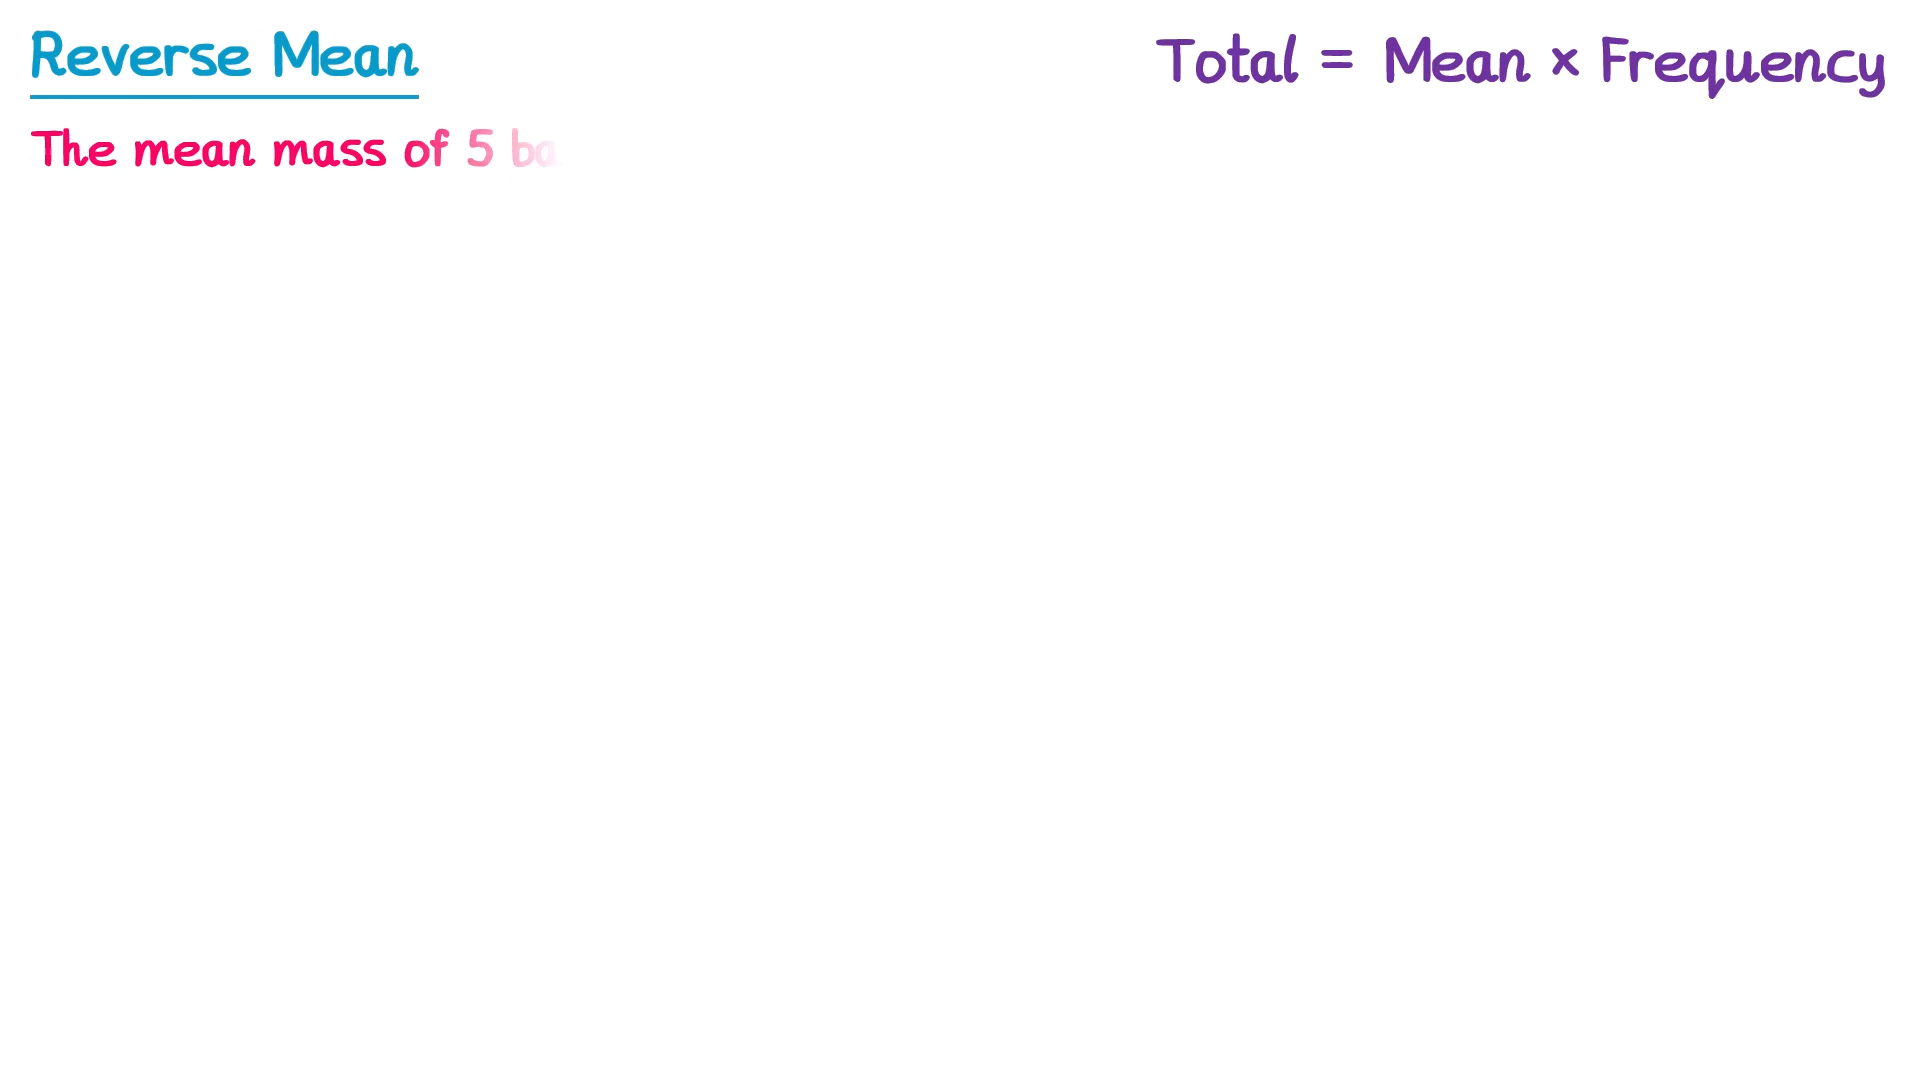 Reverse Mean
Total = Mean × Frequency
The mean mass of 5